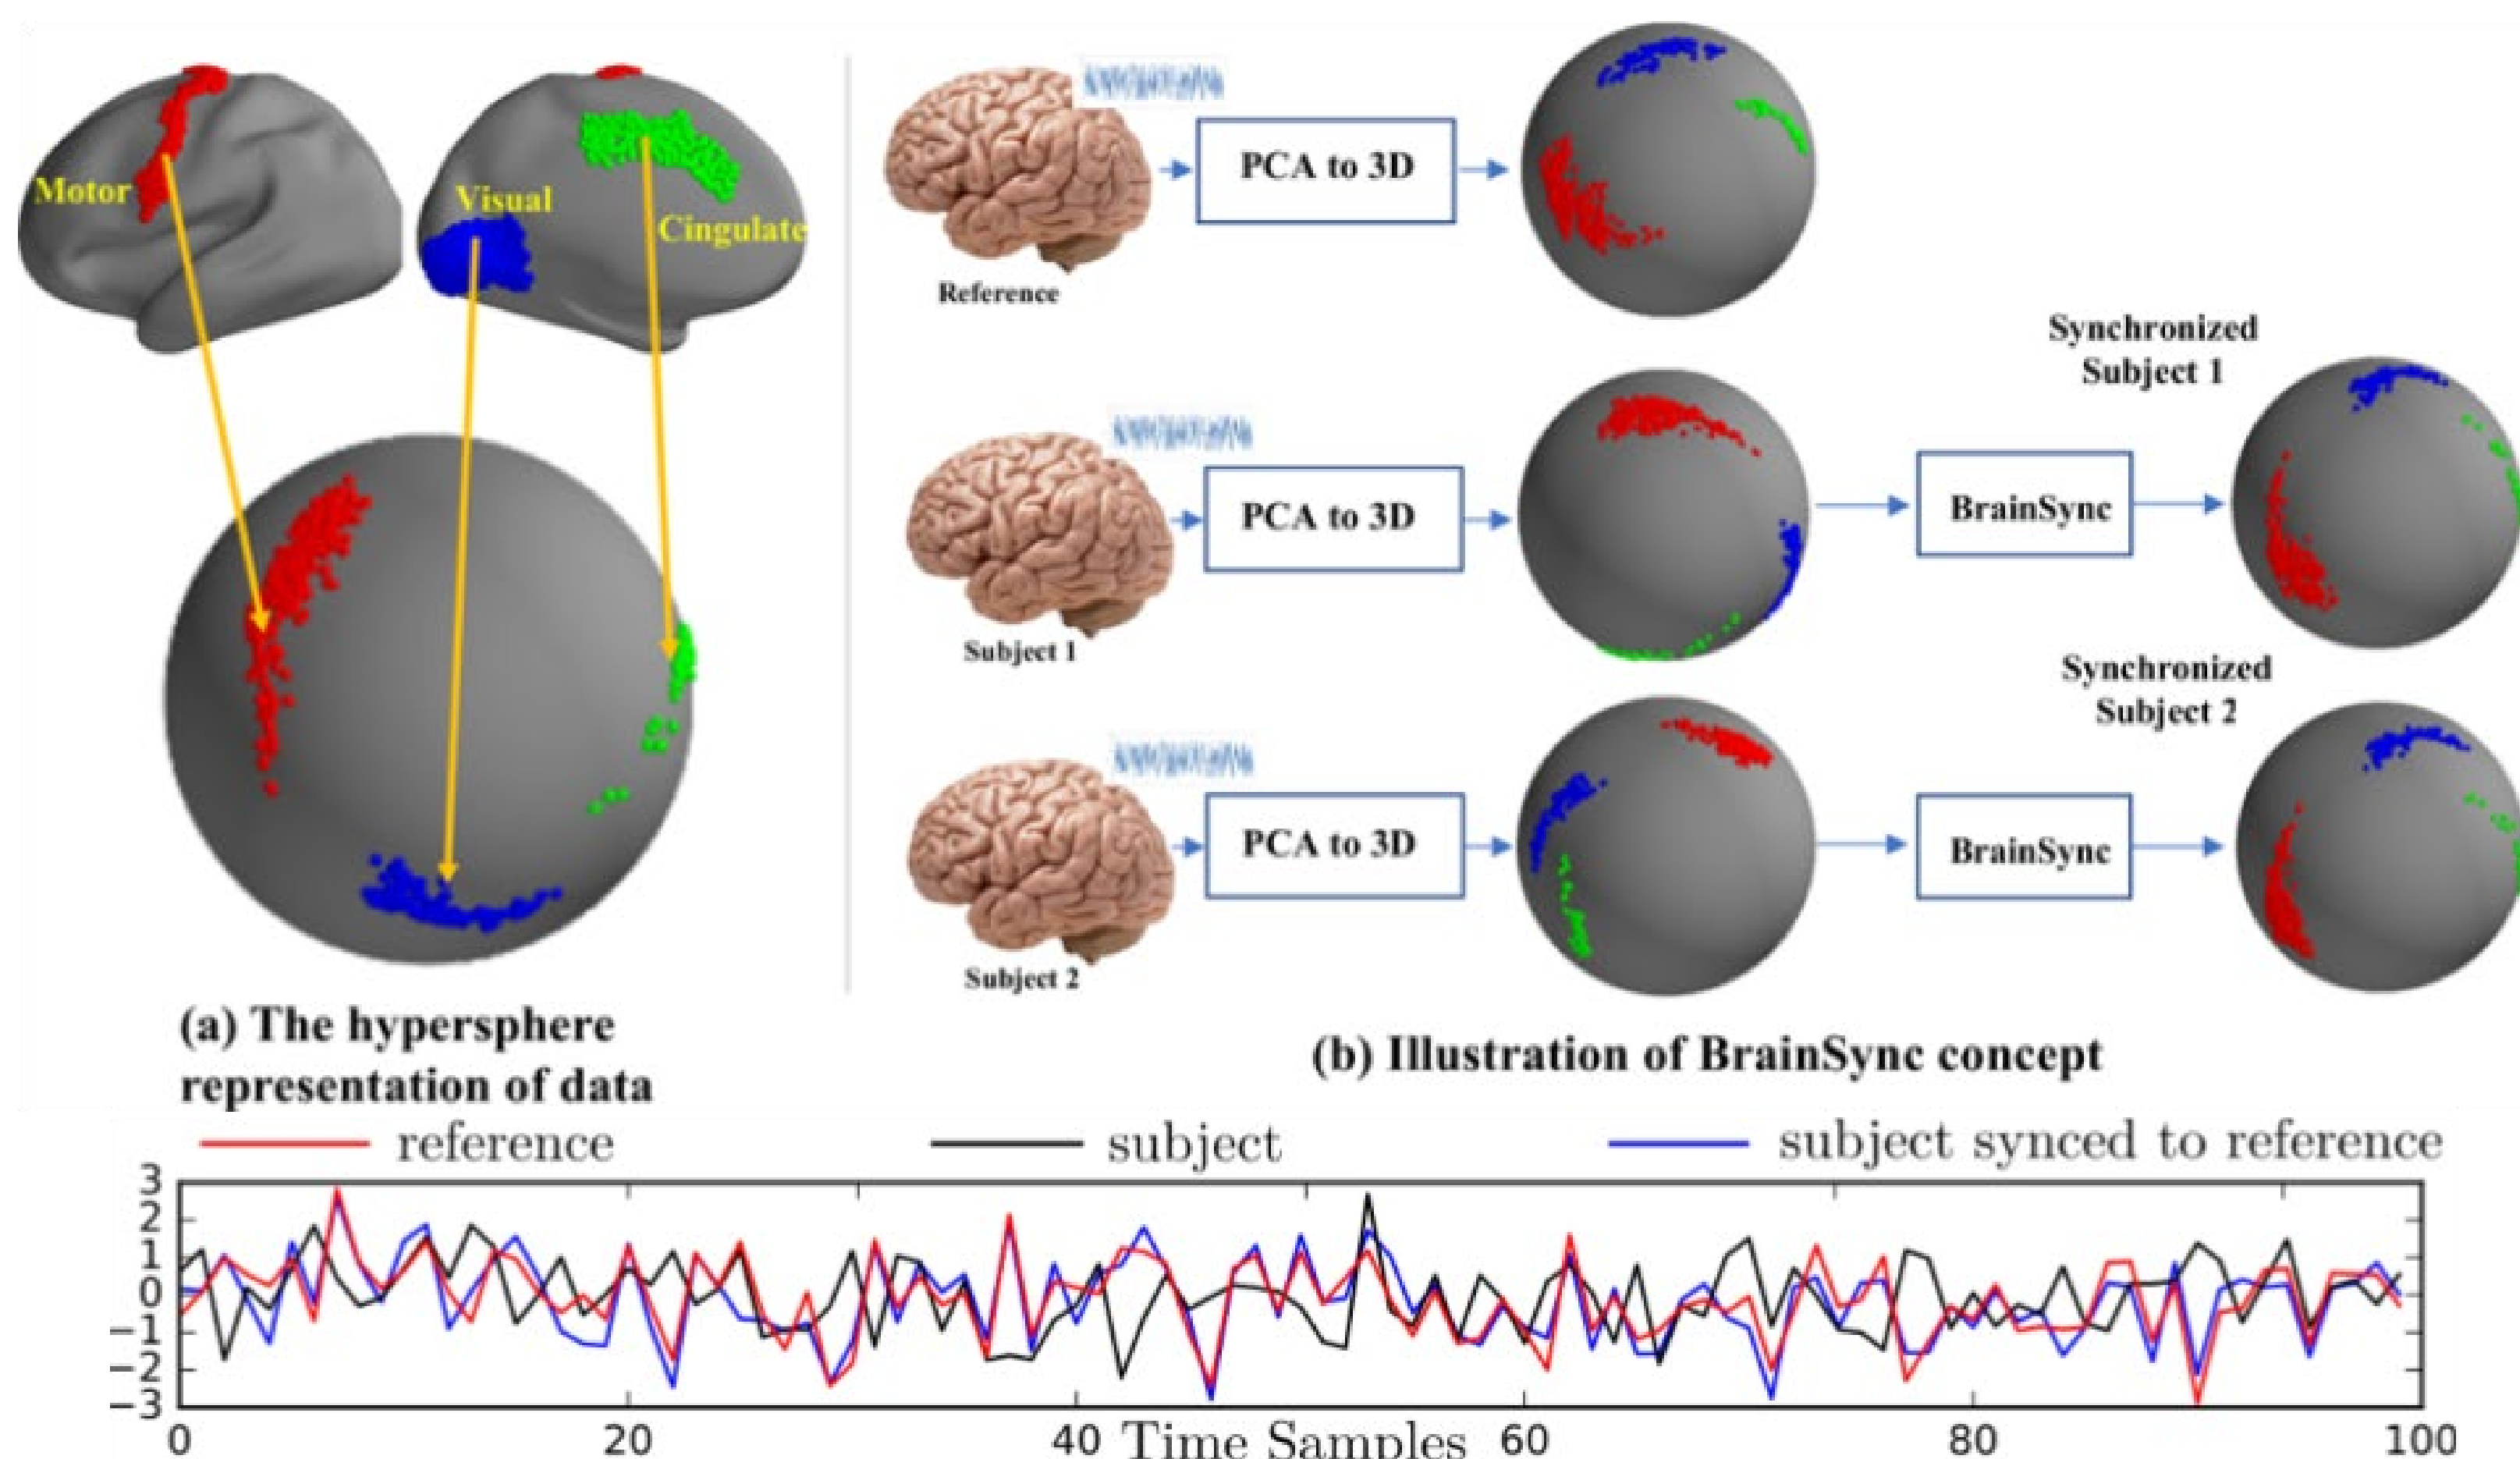 Motor
Visual
Cingulate
(a) The hypersphere
representation of data
PCA to 3D
Reference
PCA to 3D
Subject 1
BrainSync
Synchronized
Subject 1
PCA to 3D
Subject 2
BrainSync
Synchronized
Subject 2
(b) Illustration of BrainSync concept
reference subject subject synced to reference
3
2
1
0
−1
−2
−3
0 20 40 Time Samples 60 80 100